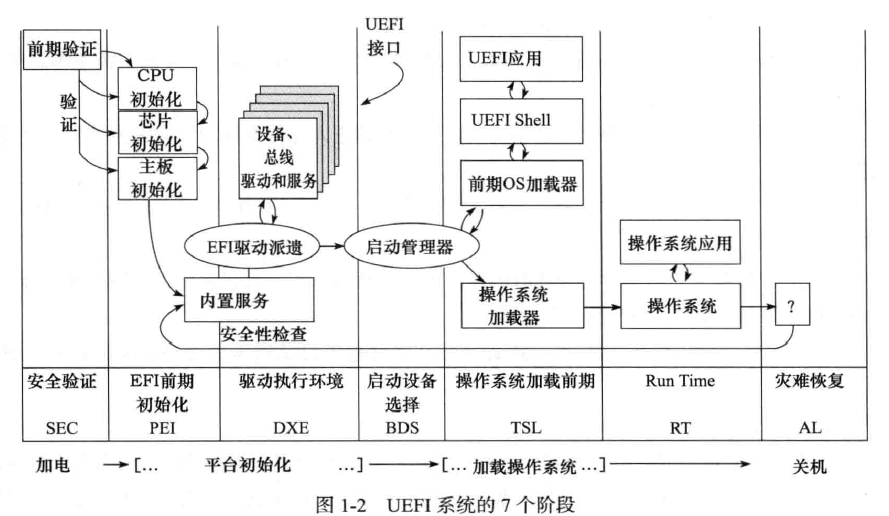 前期验证
验
证
CPU
初始化
芯片
初始化
主板
初始化
设备、
总线
驱动和服务
EFI驱动派遣
内置服务
安全性检查
UEFI
接口
启动管理器
UEFI应用
UEFI Shell
前期OS加载器
操作系统
加载器
操作系统应用
操作系统
?
安全验证
SEC
EFI前期
初始化
PEI
驱动执行环境
DXE
启动设备
选择
BDS
操作系统加载前期
TSL
Run Time
RT
灾难恢复
AL
加电
[… 平台初始化 …]
[… 加载操作系统 …]
关机
图 1-2 UEFI 系统的 7 个阶段